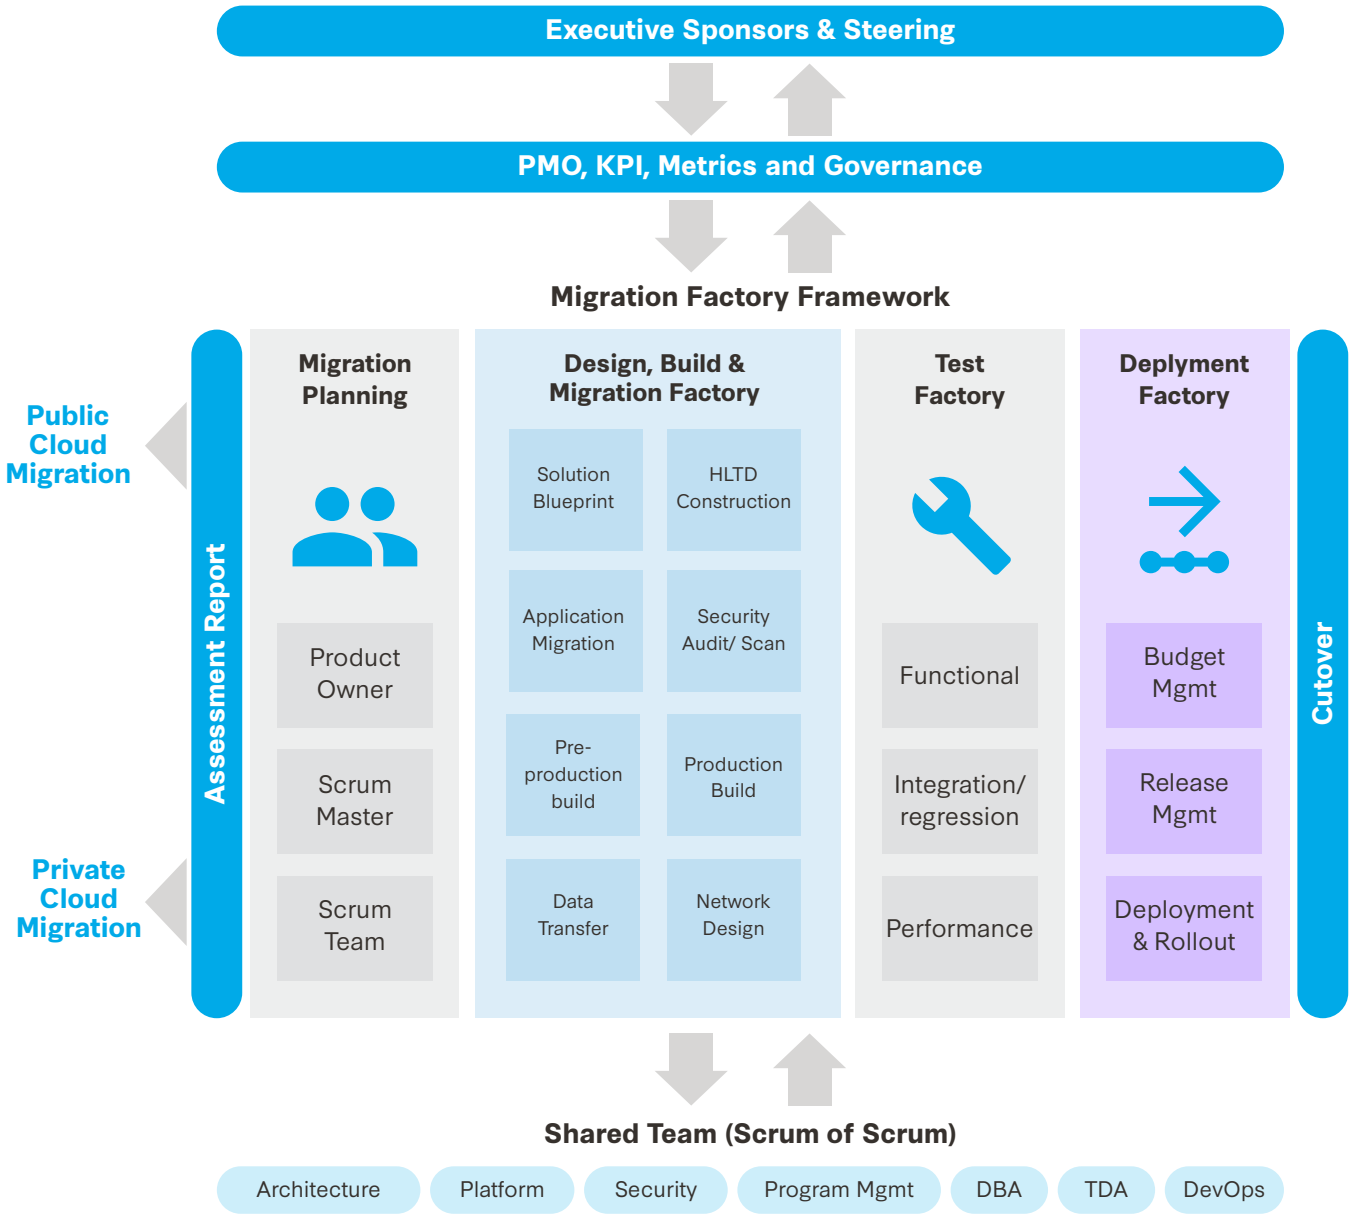 Executive Sponsors & Steering
PMO, KPI, Metrics and Governance
Migration Factory Framework
Public
Cloud
Migration
Private
Cloud
Migration
Assessment Report
Migration
Planning
Product
Owner
Scrum
Master
Scrum
Team
Design, Build &
Migration Factory
Solution
Blueprint
HLTD
Construction
Application
Migration
Security
Audit/ Scan
Pre-
production
build
Production
Build
Data
Transfer
Network
Design
Test
Factory
Functional
Integration/
regression
Performance
Deplyment
Factory
Budget
Mgmt
Release
Mgmt
Deployment
& Rollout
Cutover
Shared Team (Scrum of Scrum)
Architecture
Platform
Security
Program Mgmt
DBA
TDA
DevOps